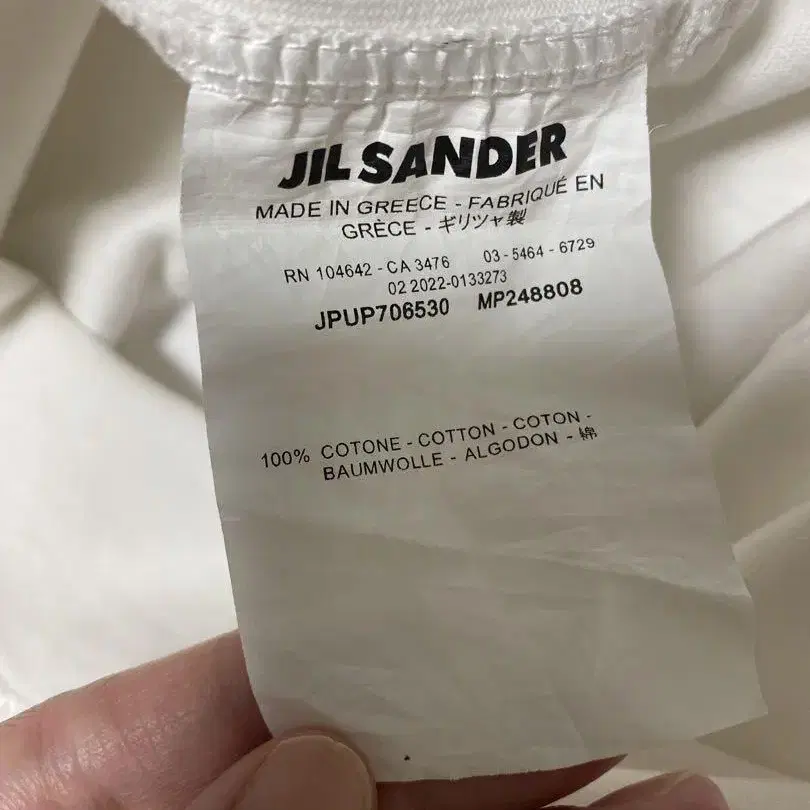 JIL SANDER
MADE IN GREECE - FABRIQUÉ EN
GRÈCE - ギリツャ製
RN 104642 - CA 3476 03 - 5464 - 6729
02 2022-0133273
JPUP706530 MP248808
100% COTONE - COTTON - COTON -
BAUMWOLLE - ALGODON - 綿